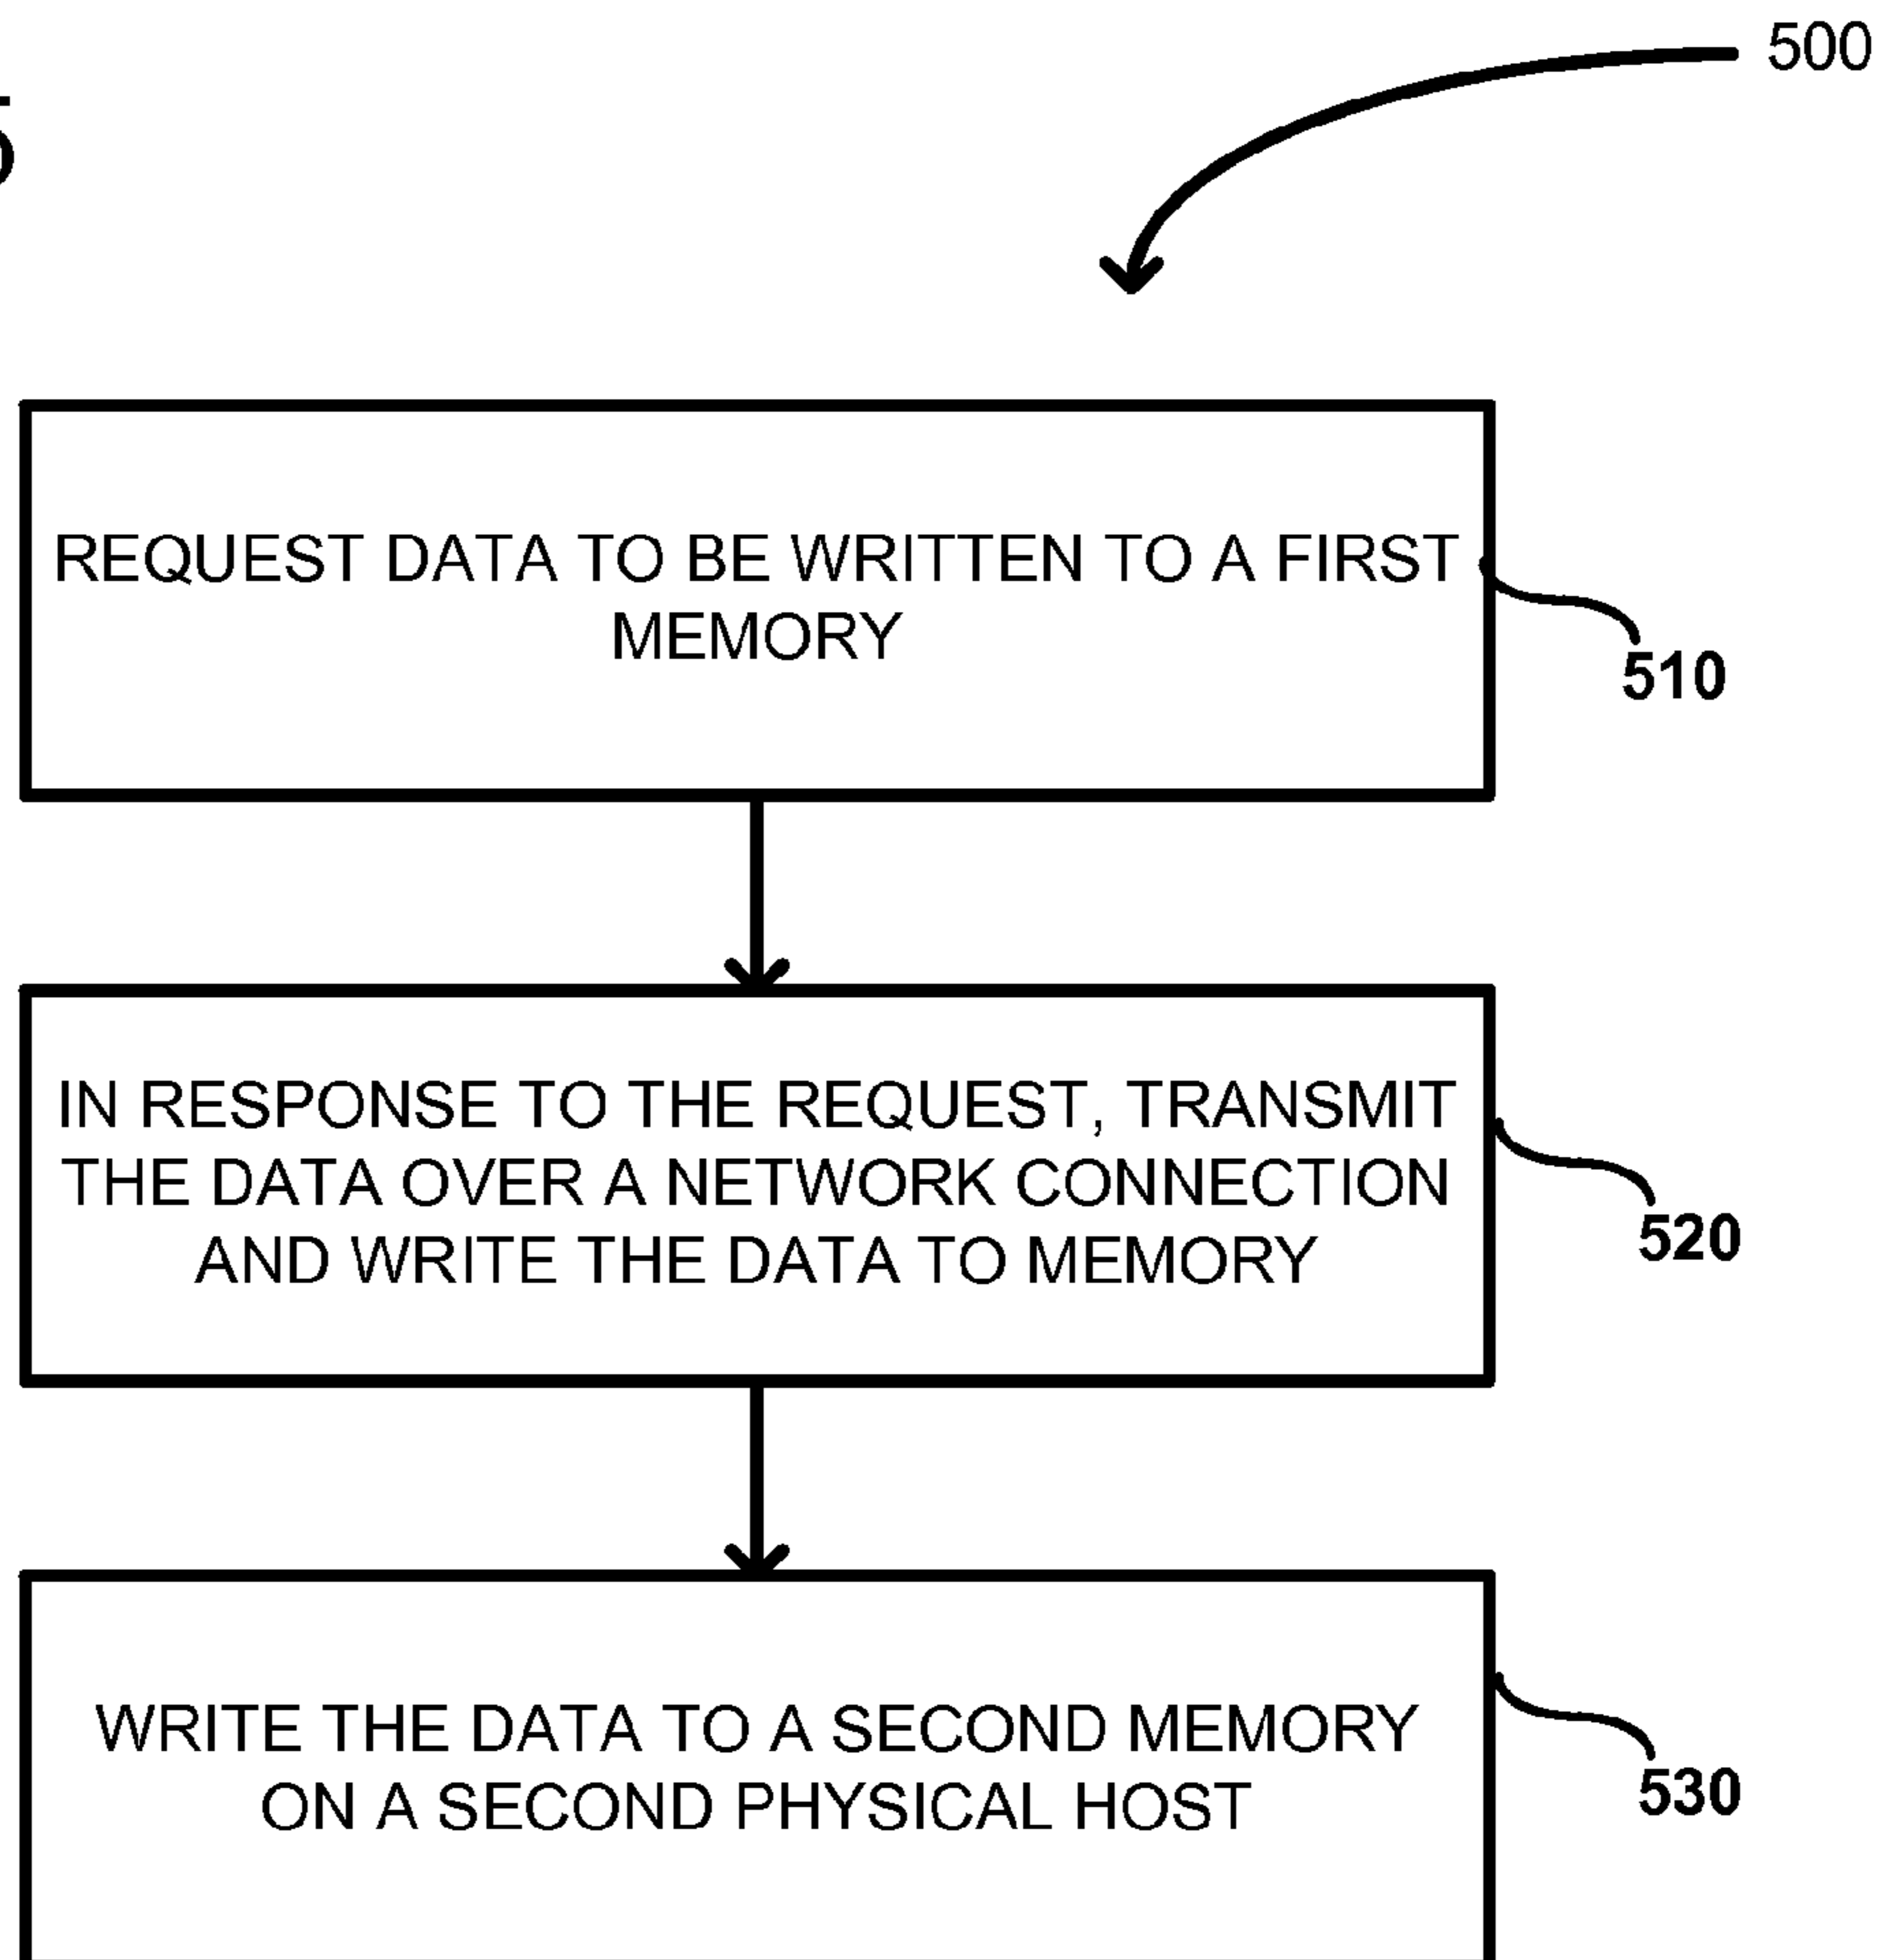 500
REQUEST DATA TO BE WRITTEN TO A FIRST
MEMORY
510
IN RESPONSE TO THE REQUEST, TRANSMIT
THE DATA OVER A NETWORK CONNECTION
AND WRITE THE DATA TO MEMORY
520
WRITE THE DATA TO A SECOND MEMORY
ON A SECOND PHYSICAL HOST
530